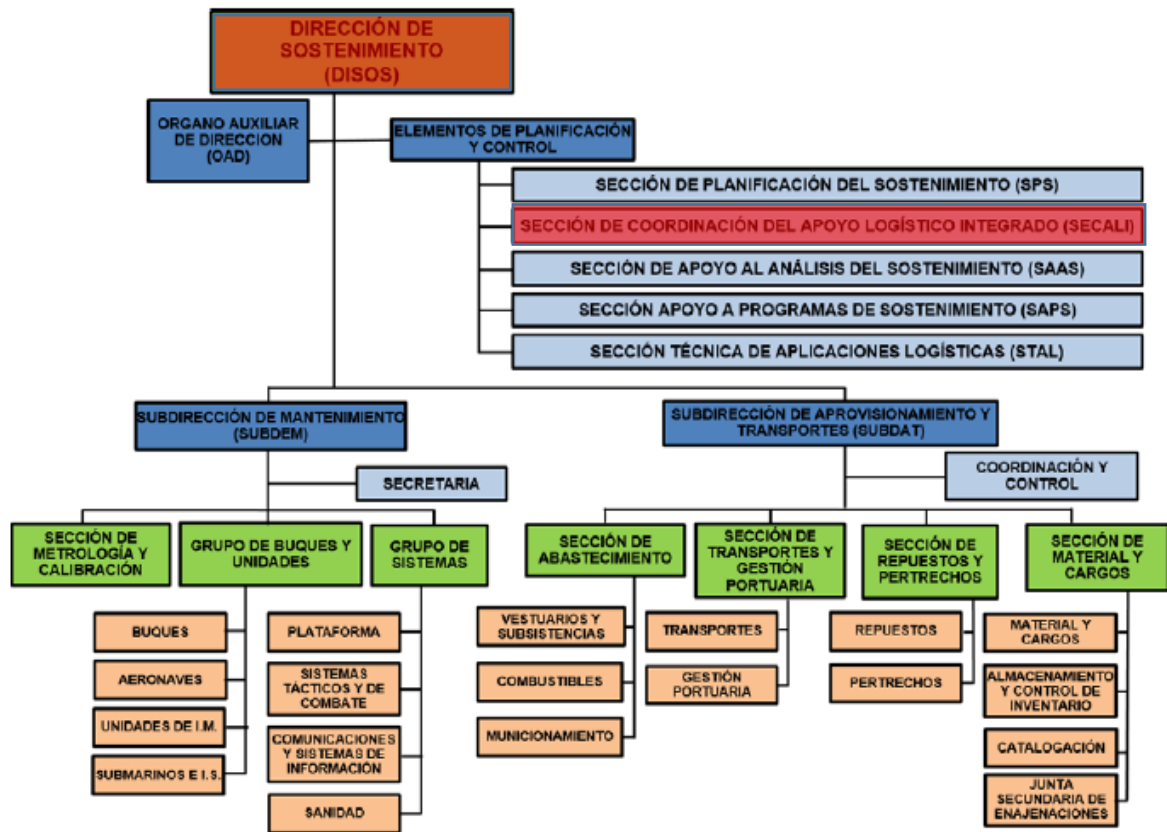 DIRECCIÓN DE
SOSTENIMIENTO
(DISOS)
ORGANO AUXILIAR
DE DIRECCION
(OAD)
ELEMENTOS DE PLANIFICACIÓN
Y CONTROL
SECCIÓN DE PLANIFICACIÓN DEL SOSTENIMIENTO (SPS)
SECCIÓN DE COORDINACIÓN DEL APOYO LOGÍSTICO INTEGRADO (SECALI)
SECCIÓN DE APOYO AL ANÁLISIS DEL SOSTENIMIENTO (SAAS)
SECCIÓN APOYO A PROGRAMAS DE SOSTENIMIENTO (SAPS)
SECCIÓN TÉCNICA DE APLICACIONES LOGÍSTICAS (STAL)
SUBDIRECCIÓN DE MANTENIMIENTO
(SUBDEM)
SECRETARIA
SECCIÓN DE
METROLOGÍA Y
CALIBRACIÓN
GRUPO DE BUQUES Y
UNIDADES
GRUPO DE
SISTEMAS
BUQUES
AERONAVES
UNIDADES DE I.M.
SUBMARINOS E I.S.
PLATAFORMA
SISTEMAS
TÁCTICOS Y DE
COMBATE
COMUNICACIONES
Y SISTEMAS DE
INFORMACIÓN
SANIDAD
SUBDIRECCIÓN DE APROVISIONAMIENTO Y
TRANSPORTES (SUBDAT)
COORDINACIÓN Y
CONTROL
SECCIÓN DE
ABASTECIMIENTO
SECCIÓN DE
TRANSPORTES Y
GESTIÓN
PORTUARIA
SECCIÓN DE
REPUESTOS Y
PERTRECHOS
SECCIÓN DE
MATERIAL Y
CARGOS
VESTUARIOS Y
SUBSISTENCIAS
COMBUSTIBLES
MUNICIONAMIENTO
TRANSPORTES
GESTIÓN
PORTUARIA
REPUESTOS
PERTRECHOS
MATERIAL Y
CARGOS
ALMACENAMIENTO
Y CONTROL DE
INVENTARIO
CATALOGACIÓN
JUNTA
SECUNDARIA DE
ENAJENACIONES